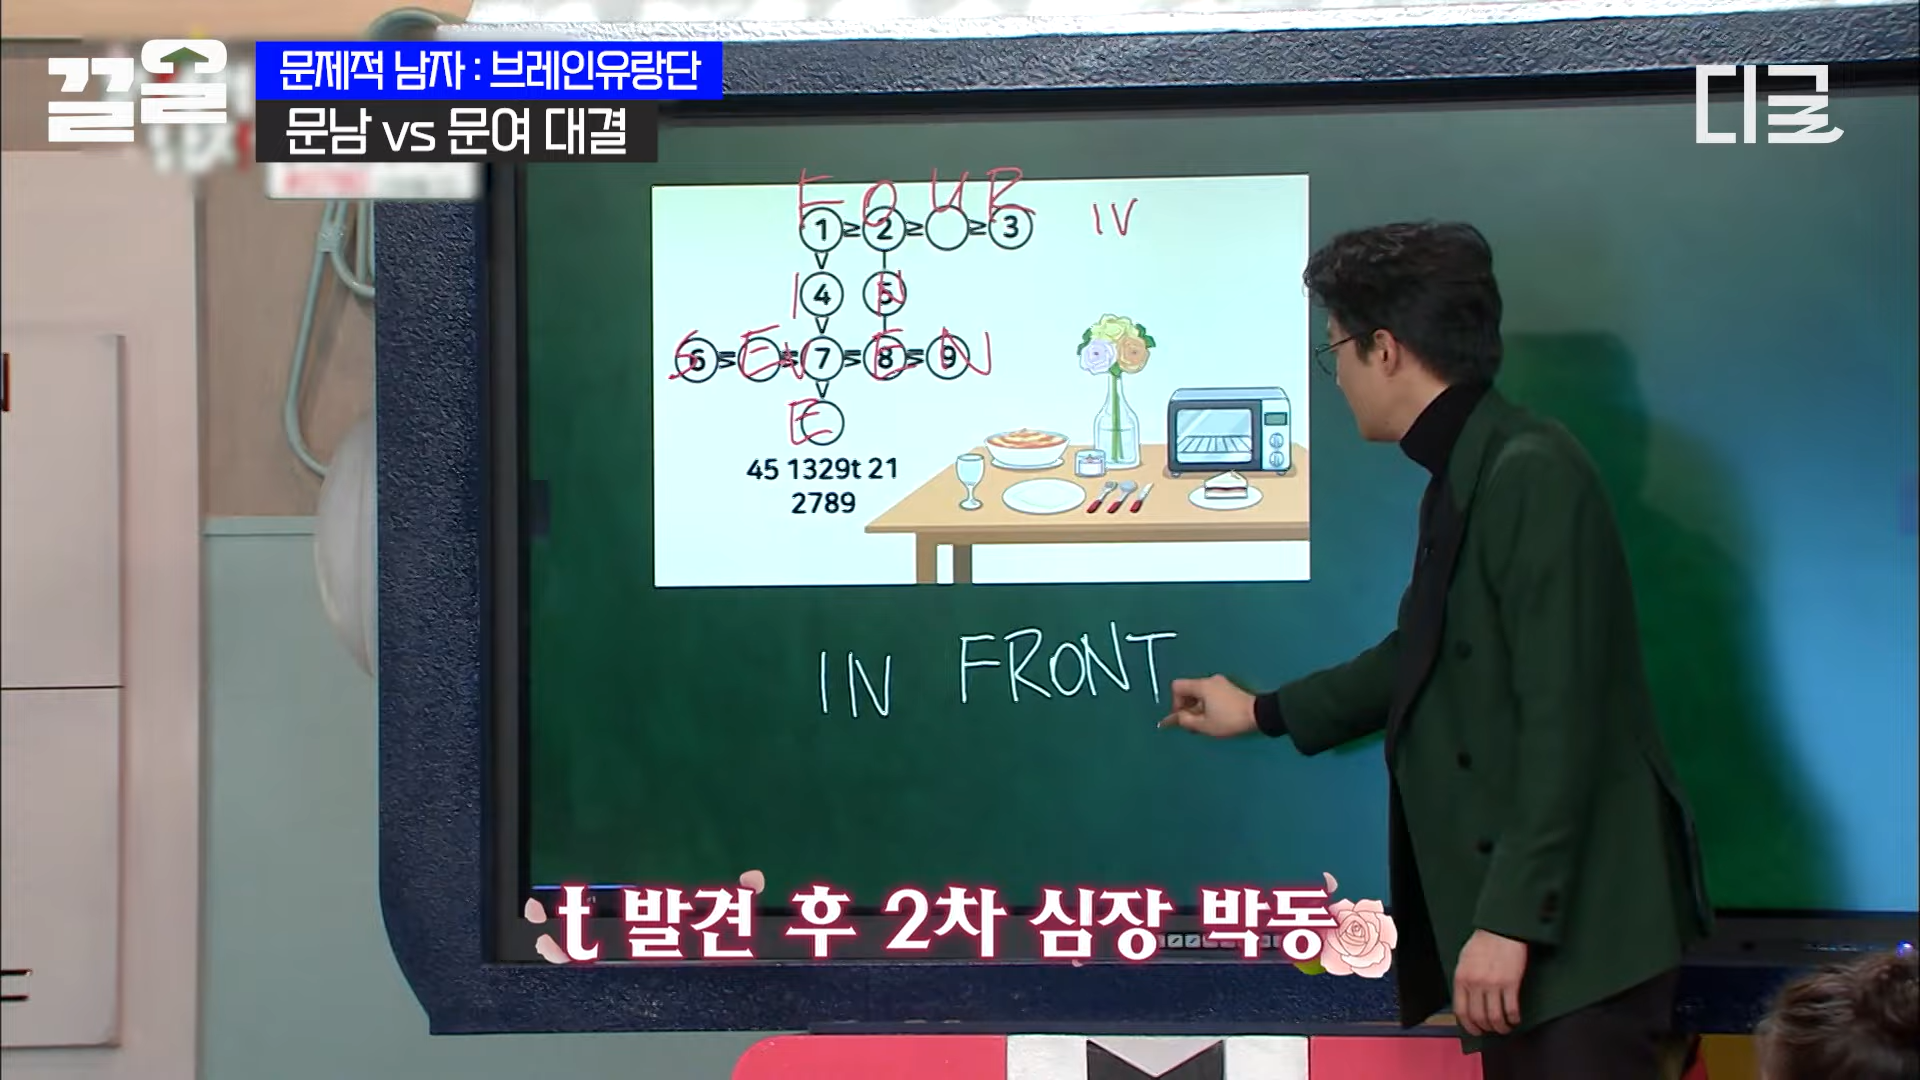 끌올
문제적 남자 : 브레인유랑단
문남 vs 문여 대결
디글
F O U R
1 ≥ 2 ≥ ≥ 3
IV
I N
4 5
S E V E N
6 ≥ ≤ 7 ≤ 8 ≤ 9
E
45 1329t 21
2789
IN FRONT
t 발견 후 2차 심장 박동